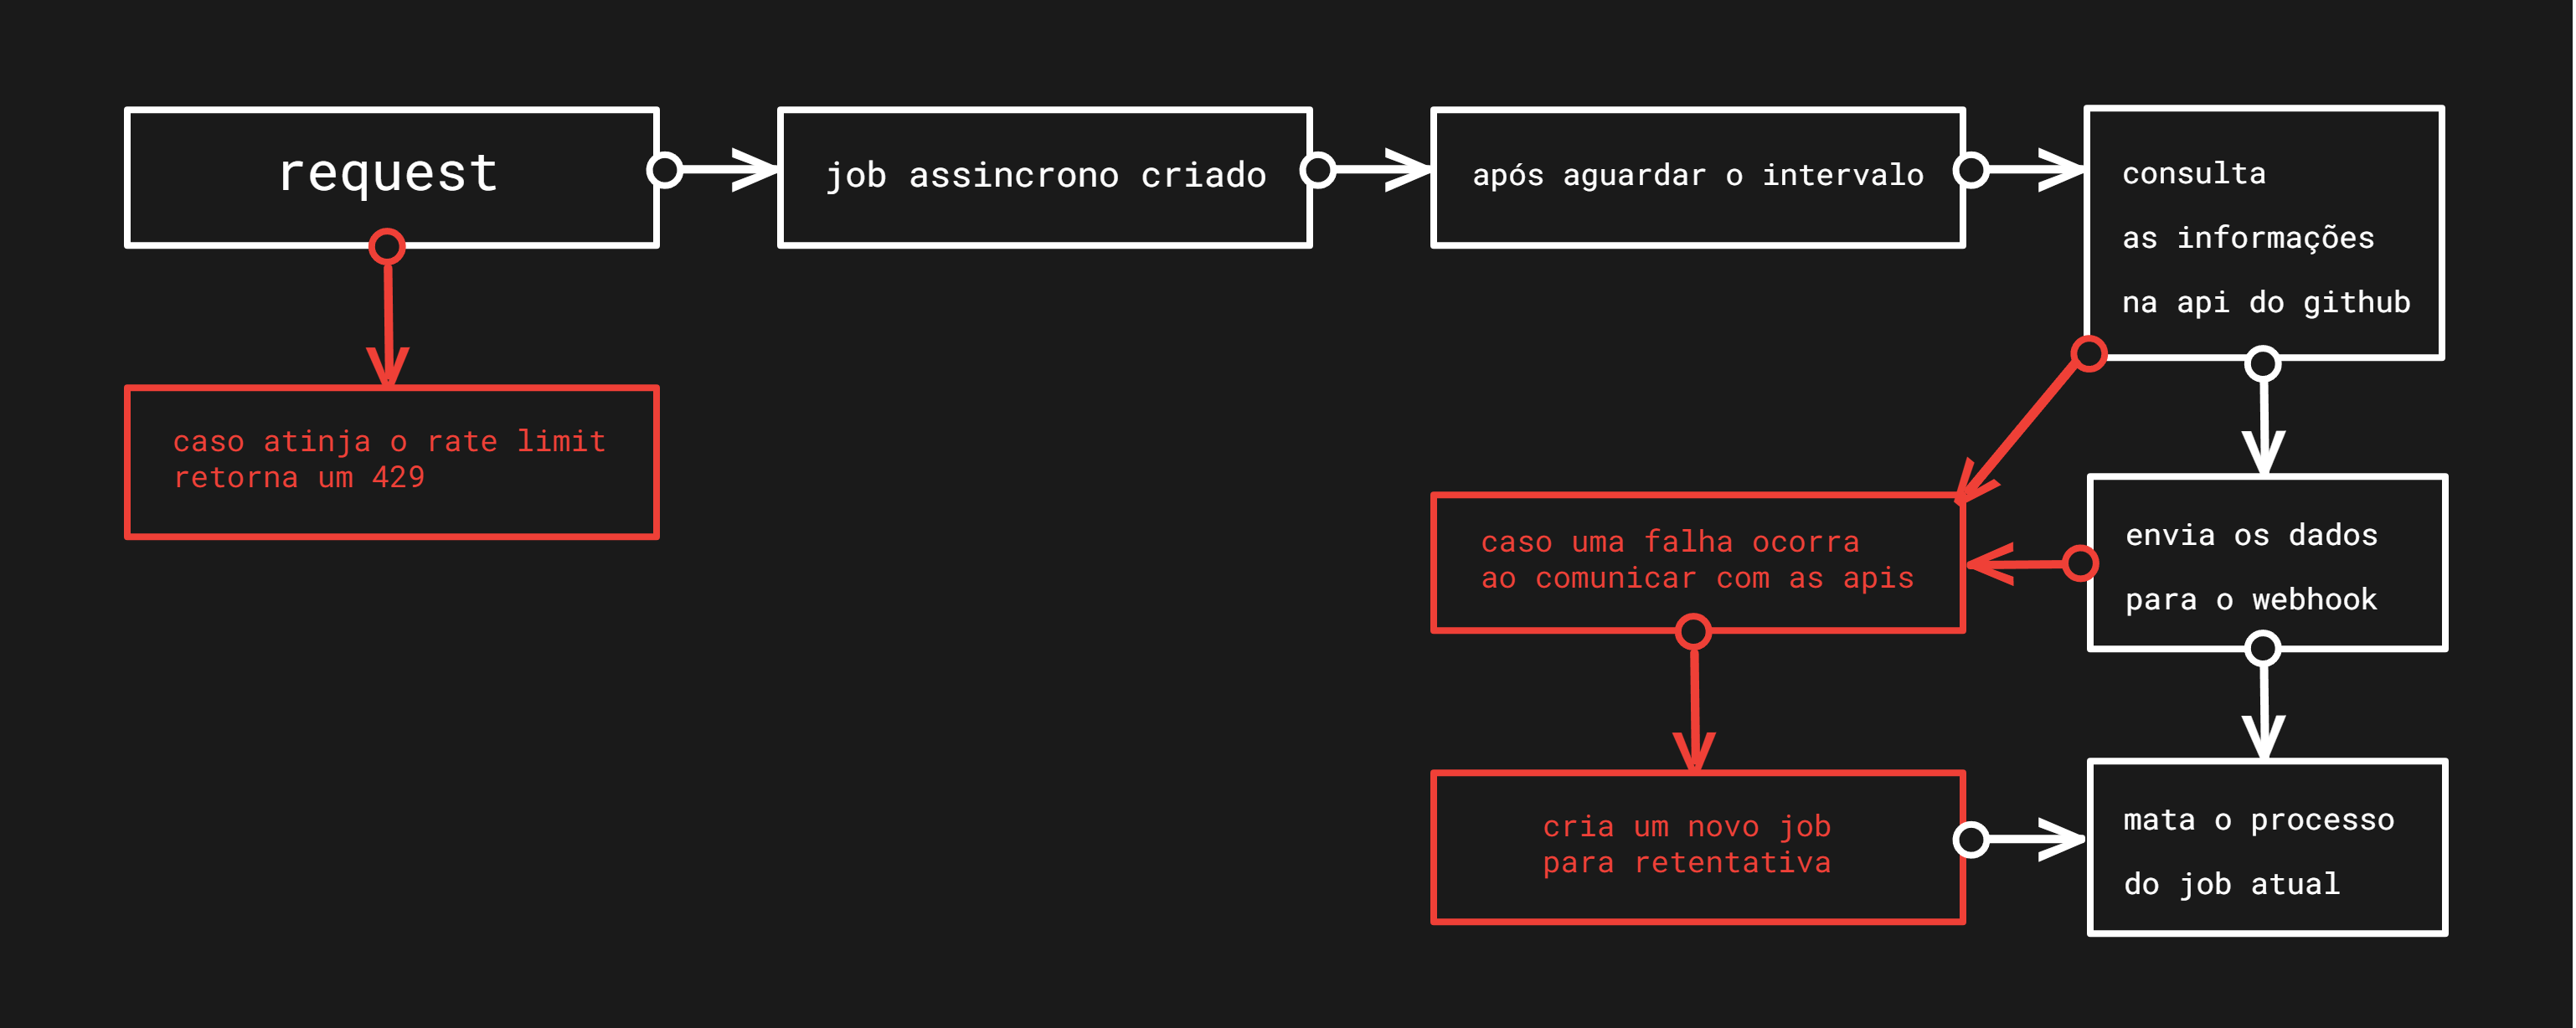 request
job assincrono criado
após aguardar o intervalo
consulta
as informações
na api do github
caso atinja o rate limit
retorna um 429
caso uma falha ocorra
ao comunicar com as apis
envia os dados
para o webhook
cria um novo job
para retentativa
mata o processo
do job atual